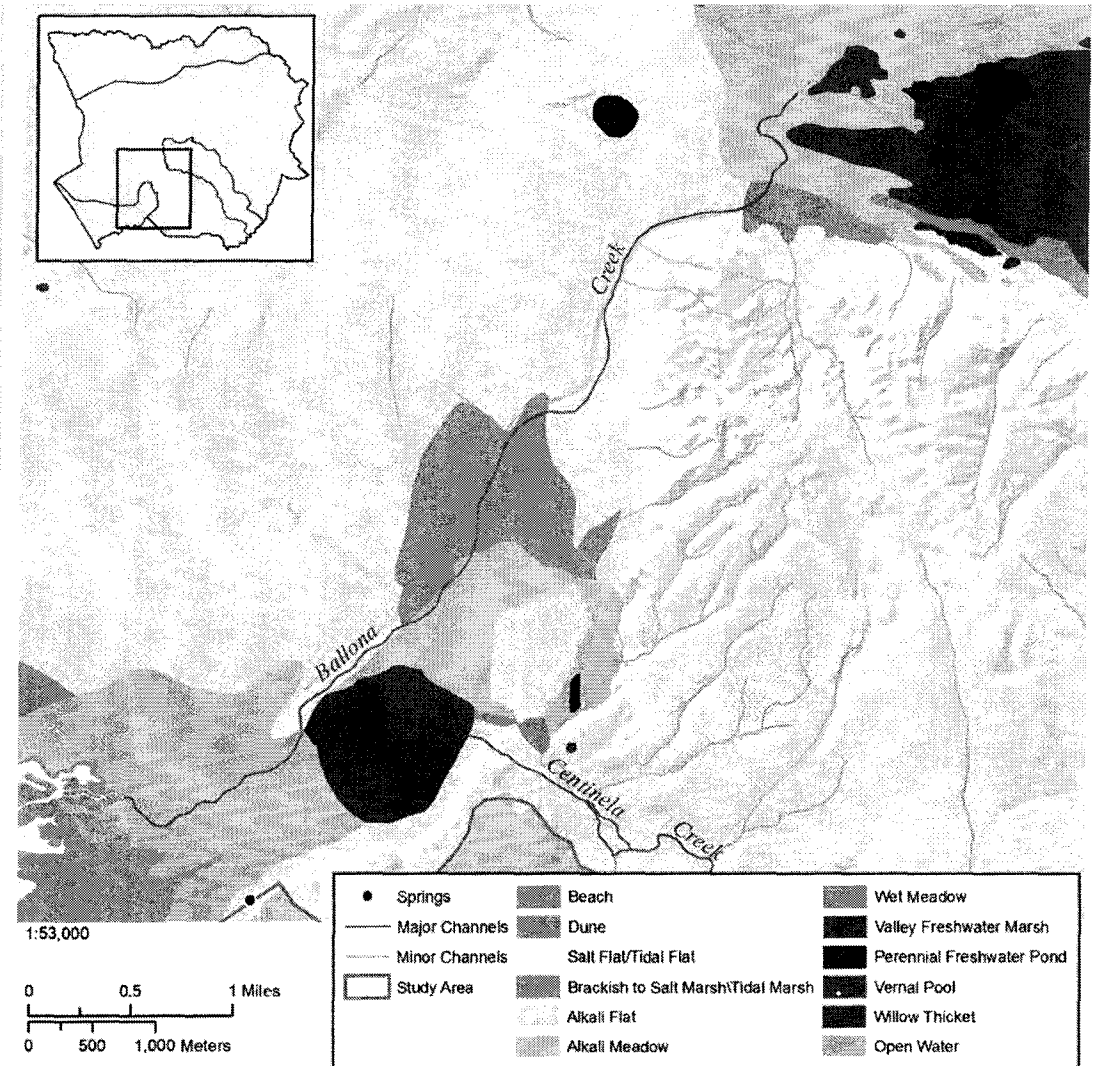 Creek
Ballona
Centinela
Creek
1:53,000
0 0.5 1 Miles
0 500 1,000 Meters
Springs
Major Channels
Minor Channels
Study Area
Beach
Dune
Salt Flat/Tidal Flat
Brackish to Salt Marsh\Tidal Marsh
Alkali Flat
Alkali Meadow
Wet Meadow
Valley Freshwater Marsh
Perennial Freshwater Pond
Vernal Pool
Willow Thicket
Open Water